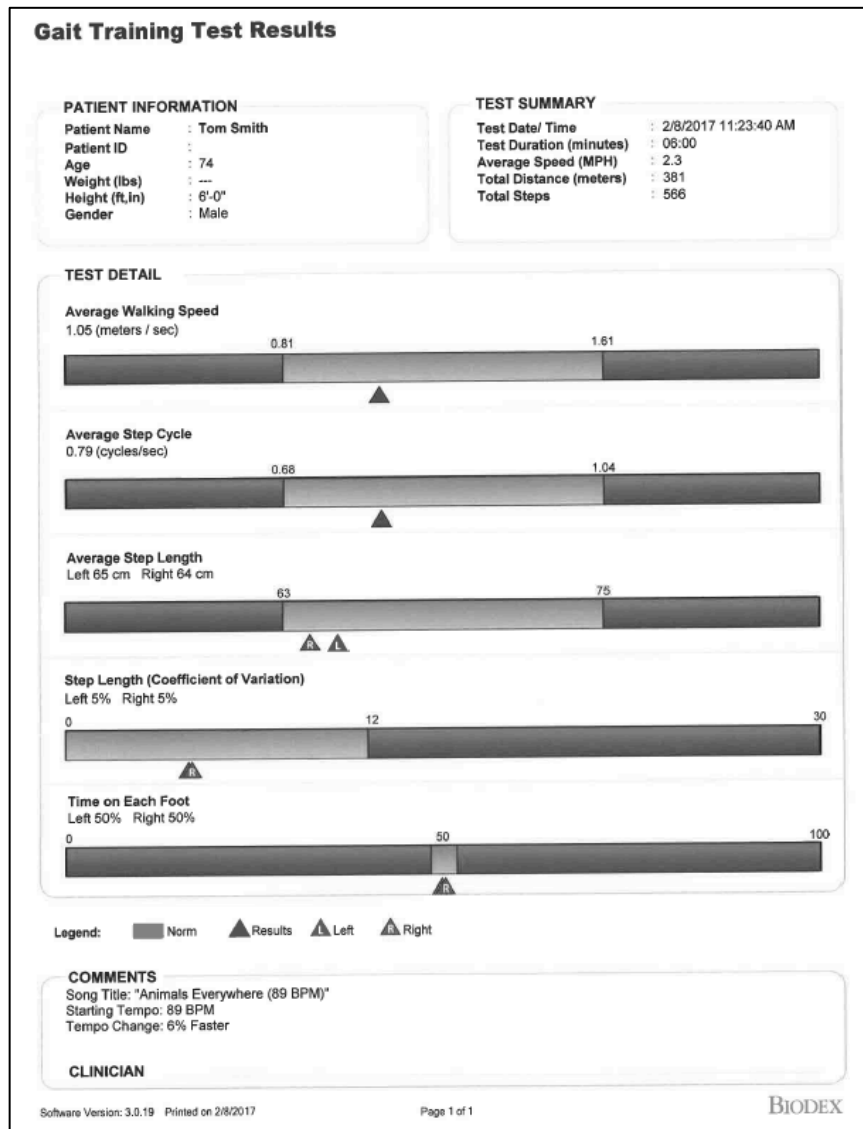 Gait Training Test Results
PATIENT INFORMATION
Patient Name : Tom Smith
Patient ID :
Age : 74
Weight (lbs) : ---
Height (ft,in) : 6'-0"
Gender : Male
TEST SUMMARY
Test Date/ Time : 2/8/2017 11:23:40 AM
Test Duration (minutes) : 06:00
Average Speed (MPH) : 2.3
Total Distance (meters) : 381
Total Steps : 566
TEST DETAIL
Average Walking Speed
1.05 (meters / sec)
0.81 1.61
Average Step Cycle
0.79 (cycles/sec)
0.68 1.04
Average Step Length
Left 65 cm Right 64 cm
63 75
R L
Step Length (Coefficient of Variation)
Left 5% Right 5%
0 12 30
R
Time on Each Foot
Left 50% Right 50%
0 50 100
R
Legend: Norm Results L Left R Right
COMMENTS
Song Title: "Animals Everywhere (89 BPM)"
Starting Tempo: 89 BPM
Tempo Change: 6% Faster
CLINICIAN
Software Version: 3.0.19 Printed on 2/8/2017 Page 1 of 1 BIODEX